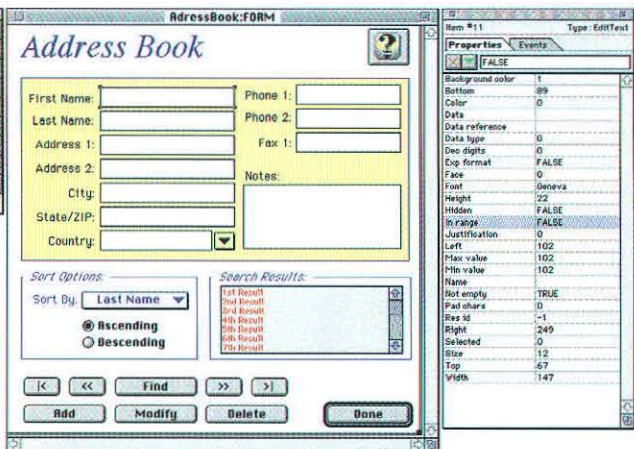 AdressBook:FORM
Address Book
?
First Name:
Last Name:
Address 1:
Address 2:
City:
State/ZIP:
Country:
Phone 1:
Phone 2:
Fax 1:
Notes:
Sort Options:
Sort By: Last Name
Ascending
Descending
Search Results:
1st Result
2nd Result
3rd Result
4th Result
5th Result
6th Result
7th Result
|< << Find >> >|
Add Modify Delete Done
Item #11 Type: EditText
Properties Events
FALSE
Background color 1
Bottom 89
Color 0
Data
Data reference
Data type 0
Dec digits 0
Exp format FALSE
Face 0
Font Geneva
Height 22
Hidden FALSE
In range FALSE
Justification 0
Left 102
Max value 102
Min value 102
Name
Not empty TRUE
Pad chars 0
Res id -1
Right 249
Selected 0
Size 12
Top 67
Width 147